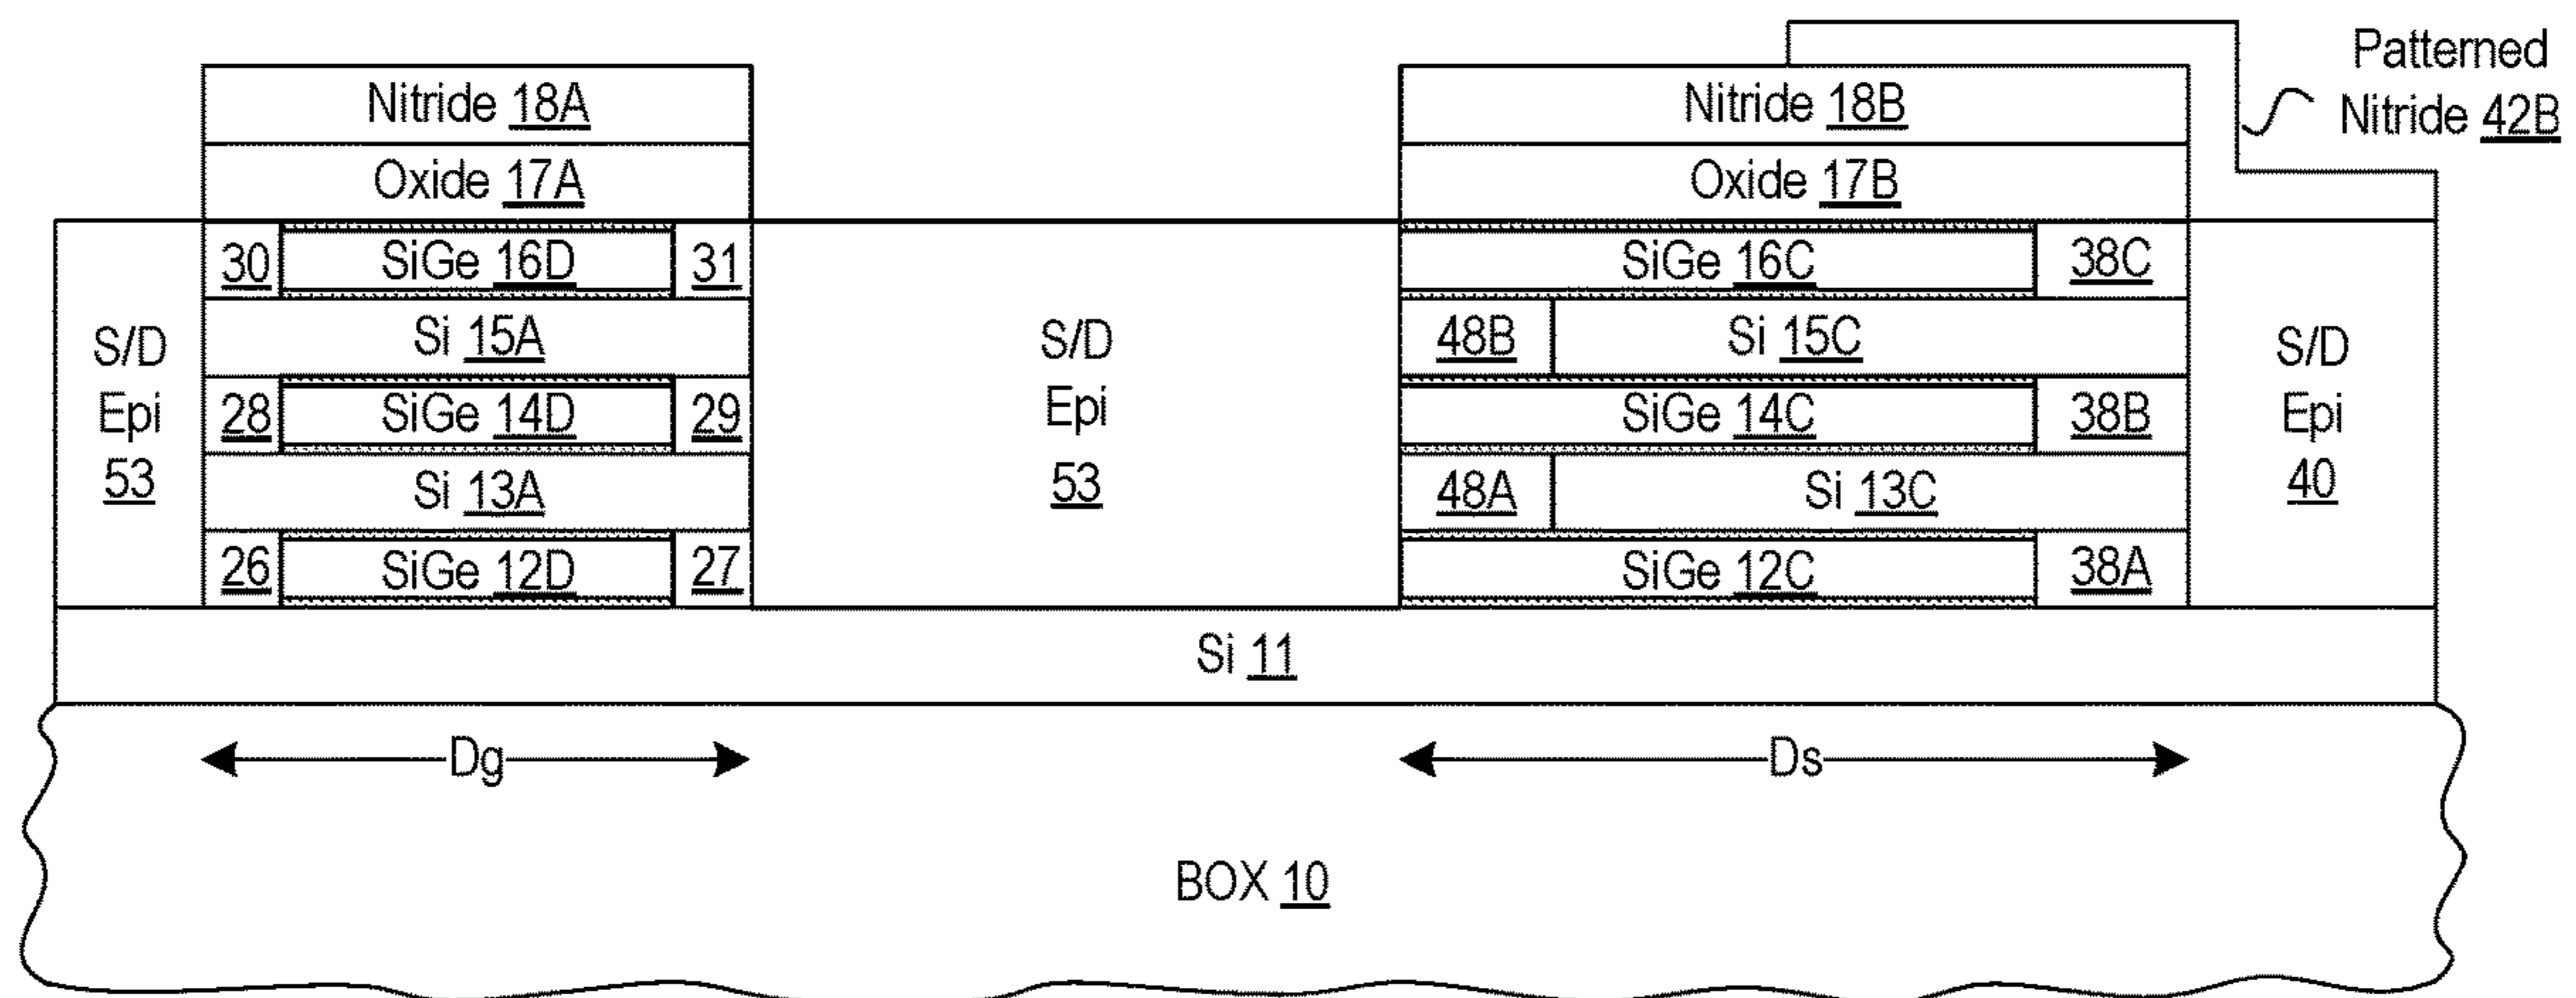 Patterned
Nitride 42B
Nitride 18A
Nitride 18B
Oxide 17A
Oxide 17B
30
SiGe 16D
31
SiGe 16C
38C
S/D
Epi
53
Si 15A
S/D
Epi
53
48B
Si 15C
S/D
Epi
40
28
SiGe 14D
29
SiGe 14C
38B
Si 13A
48A
Si 13C
26
SiGe 12D
27
SiGe 12C
38A
Si 11
Dg
Ds
BOX 10